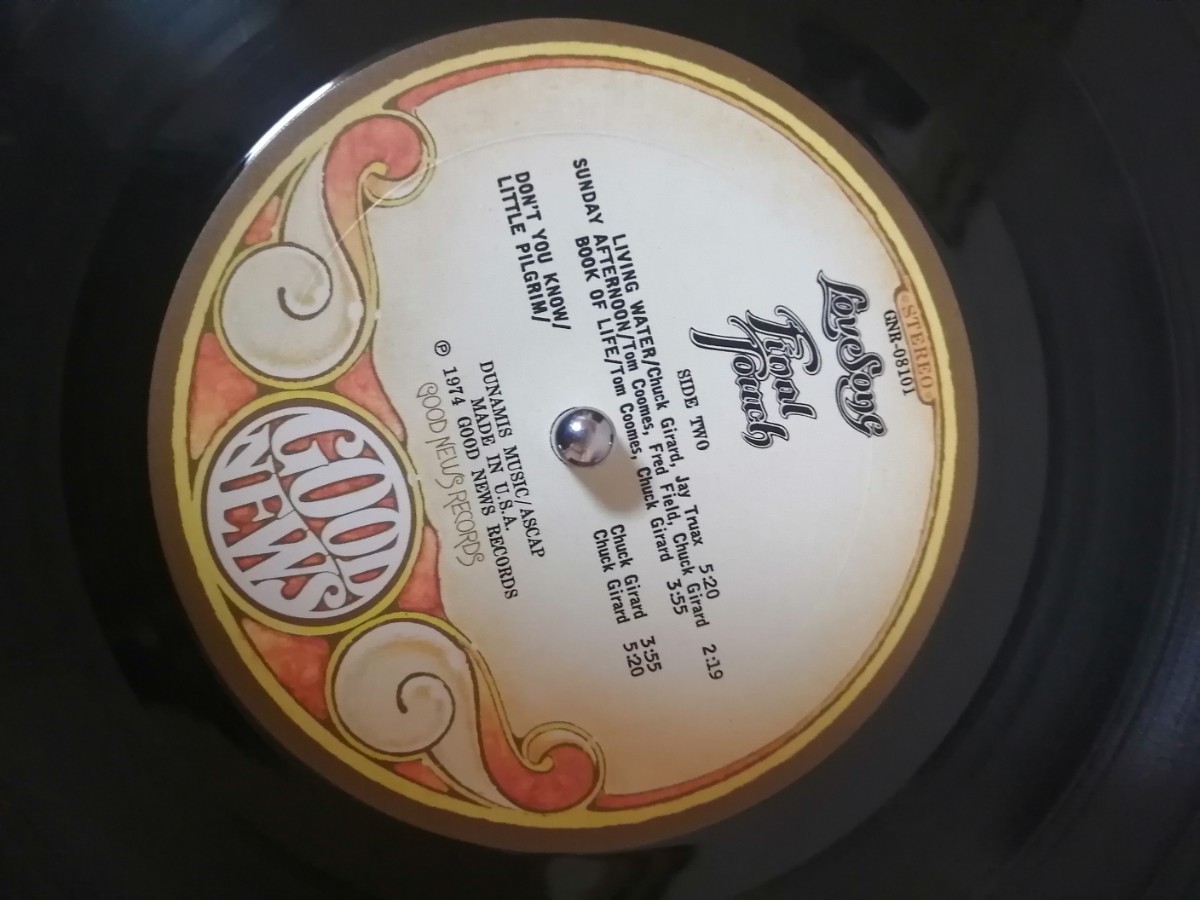 STEREO
GNR-08101
LoveSong
Final
Touch
SIDE TWO
LIVING WATER/Chuck Girard, Jay Truax 5:20
SUNDAY AFTERNOON/Tom Coomes, Fred Field, Chuck Girard 2:19
BOOK OF LIFE/Tom Coomes, Chuck Girard 3:55
DON'T YOU KNOW/ Chuck Girard 3:55
LITTLE PILGRIM/ Chuck Girard 5:20
DUNAMIS MUSIC/ASCAP
MADE IN U.S.A.
℗ 1974 GOOD NEWS RECORDS
GOOD NEWS RECORDS
GOOD
NEWS